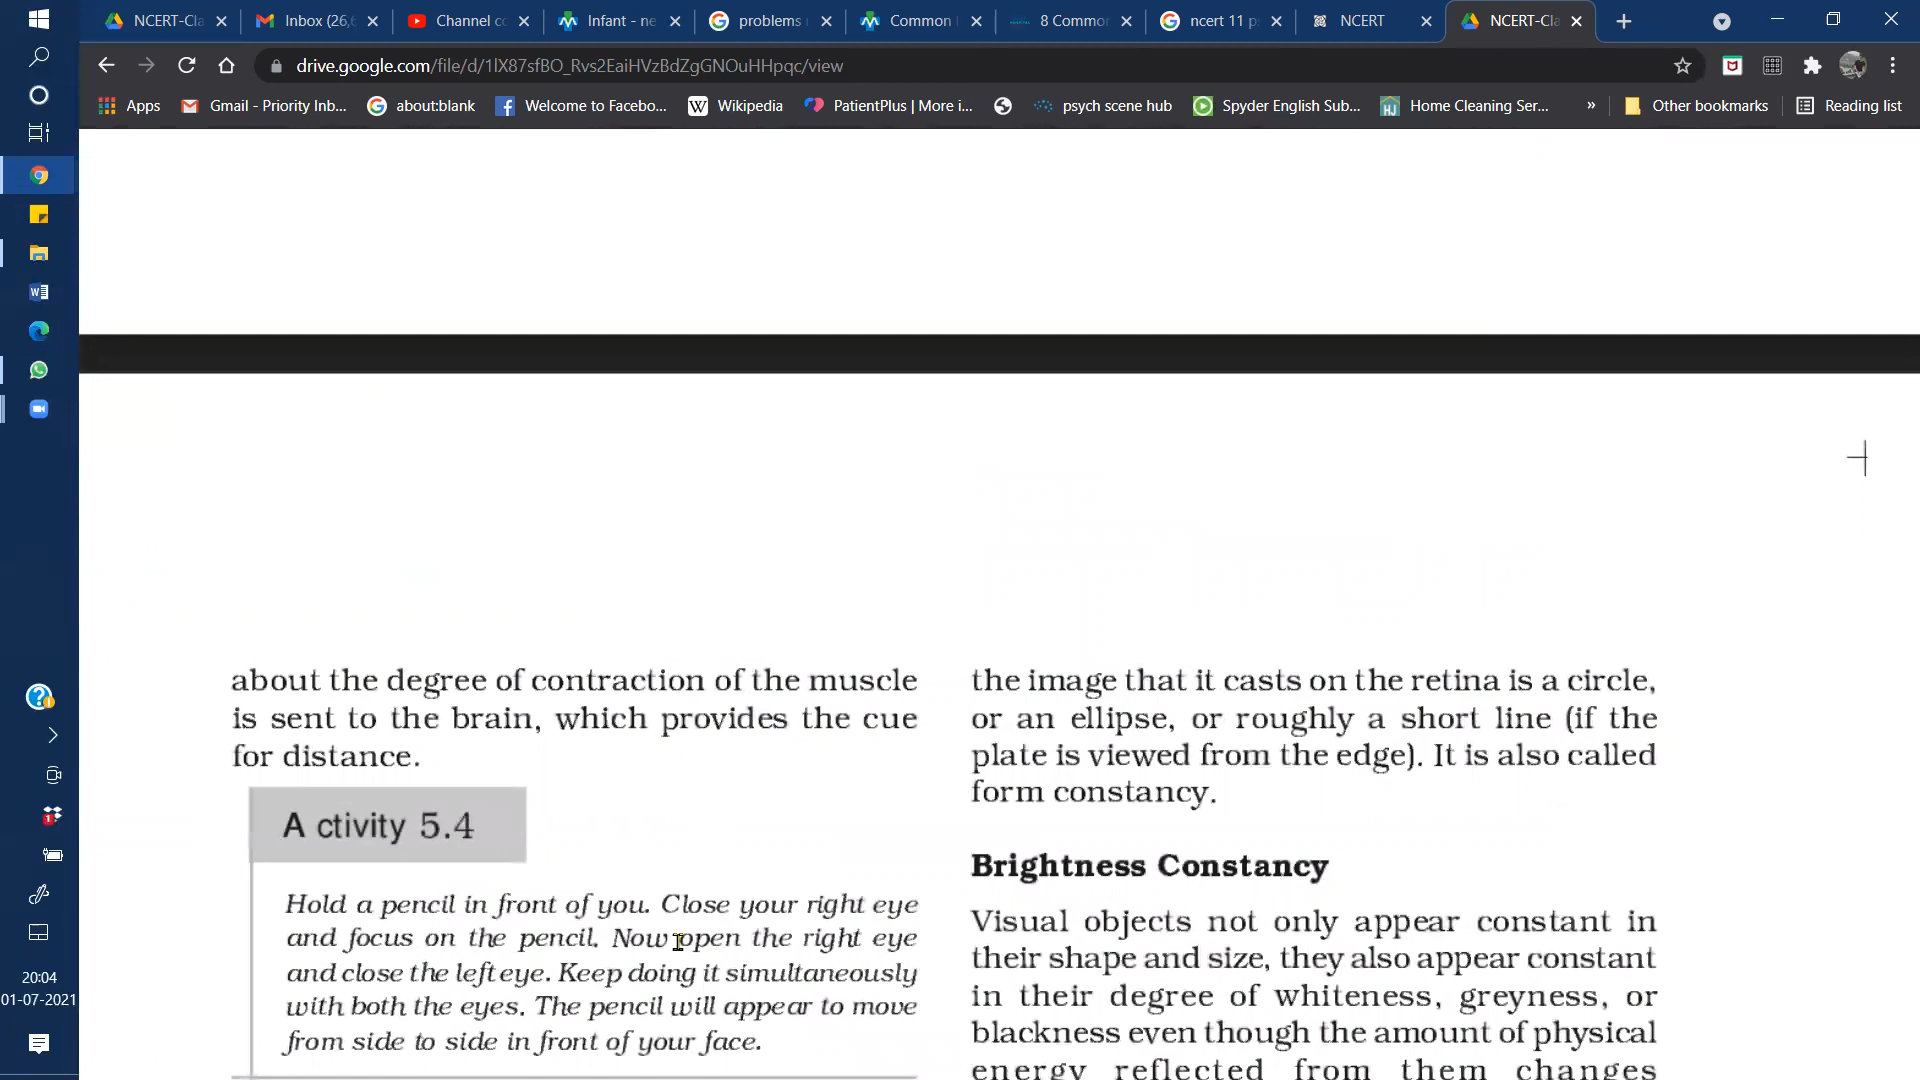 NCERT-Cla
Inbox (26,6
Channel co
Infant - ne
problems
Common
8 Commo
ncert 11 p
NCERT
NCERT-Cla
drive.google.com/file/d/1lX87sfBO_Rvs2EaiHVzBdZgGNOuHHpqc/view
Apps
Gmail - Priority Inb...
about:blank
Welcome to Facebo...
Wikipedia
PatientPlus | More i...
psych scene hub
Spyder English Sub...
Home Cleaning Ser...
»
Other bookmarks
Reading list
about the degree of contraction of the muscle
is sent to the brain, which provides the cue
for distance.
A ctivity 5.4
Hold a pencil in front of you. Close your right eye
and focus on the pencil. Now open the right eye
and close the left eye. Keep doing it simultaneously
with both the eyes. The pencil will appear to move
from side to side in front of your face.
the image that it casts on the retina is a circle,
or an ellipse, or roughly a short line (if the
plate is viewed from the edge). It is also called
form constancy.
Brightness Constancy
Visual objects not only appear constant in
their shape and size, they also appear constant
in their degree of whiteness, greyness, or
blackness even though the amount of physical
energy reflected from them changes
20:04
01-07-2021